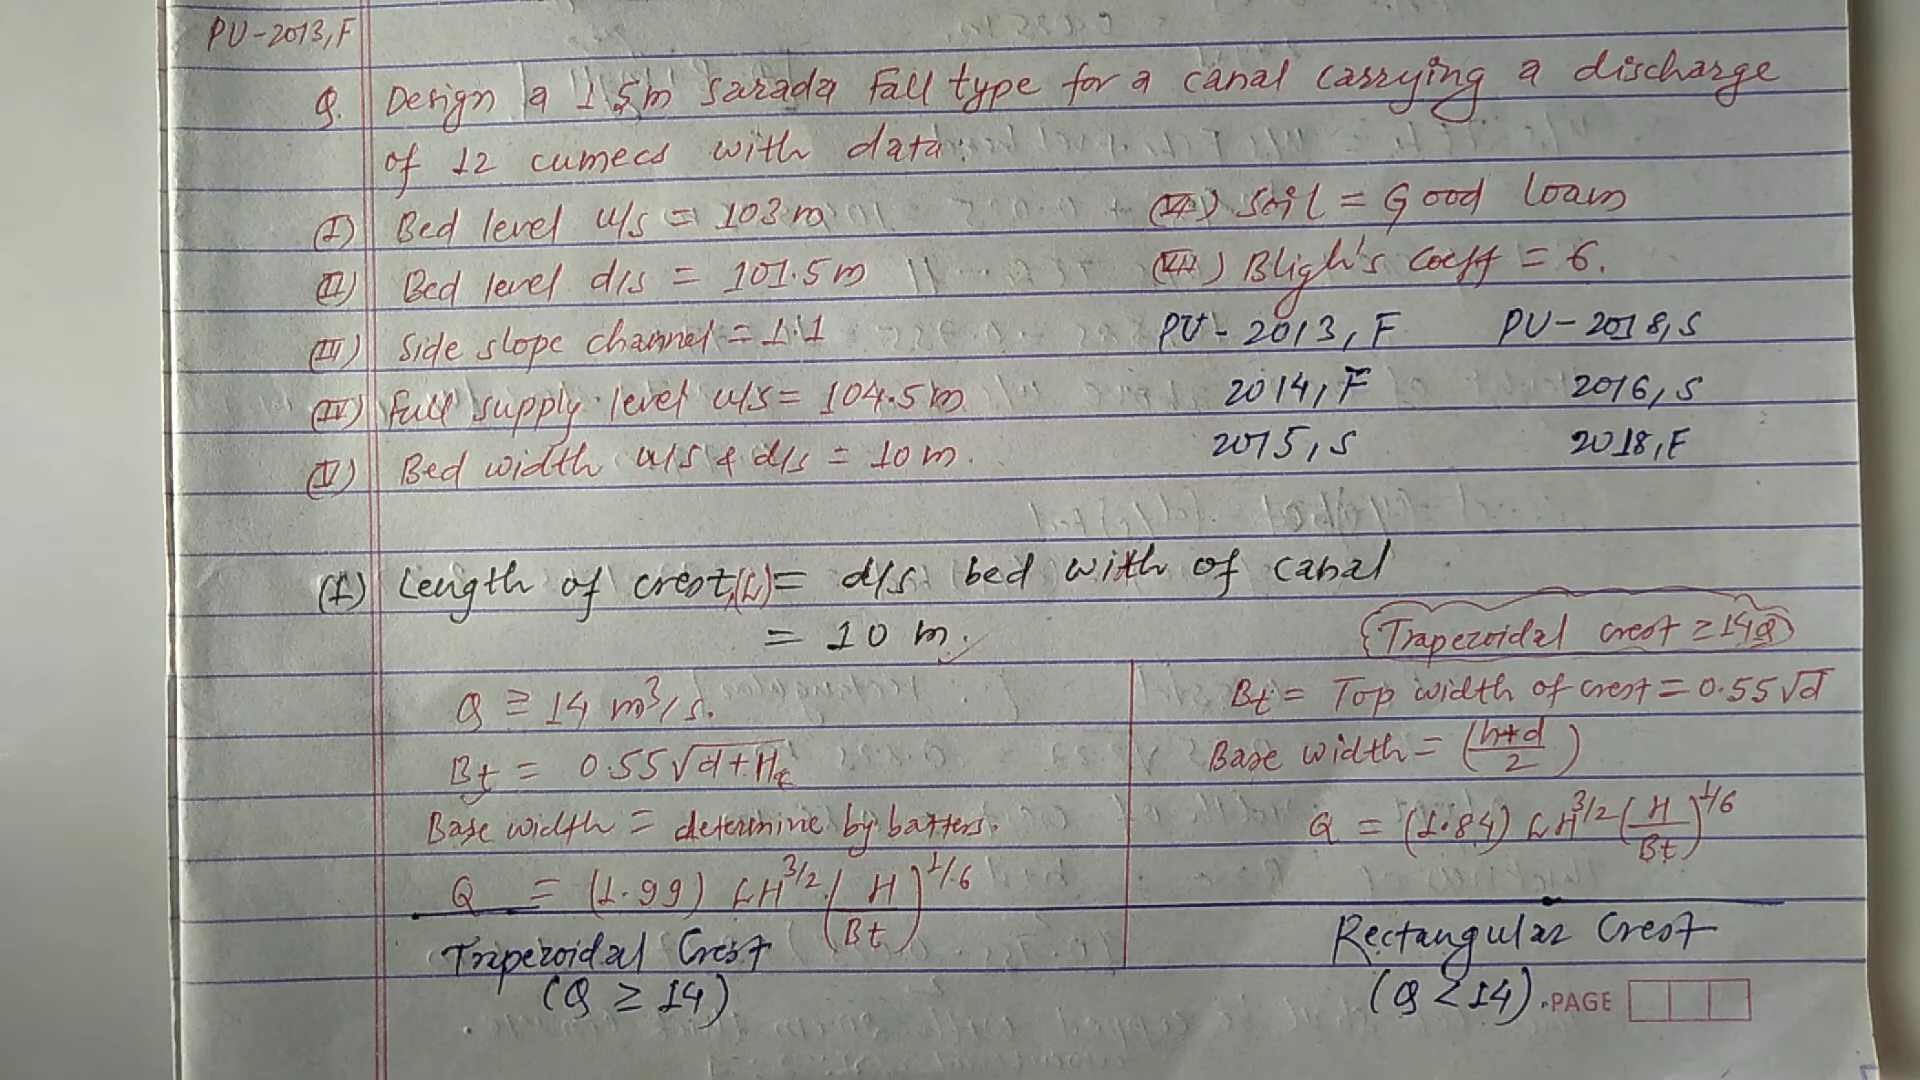 PU-2013,F
Q. Design a 1.5m sarada Fall type for a canal carrying a discharge
of 12 cumecs with data:
(I) Bed level u/s = 103 m
(II) Bed level d/s = 101.5 m
(III) Side slope channel = 1:1
(IV) Full supply level u/s = 104.5 m
(V) Bed width u/s & d/s = 10 m.
(VI) Soil = Good loam
(VII) Bligh's coeff = 6.
PU-2013,F PU-2018,S
2014,F 2016,S
2015,S 2018,F
(I) Length of crest,(L) = d/s bed with of canal
= 10 m.
Trapezoidal crest ≥ 14Q
Q ≥ 14 m³/s.
Bt = 0.55√d+H
Base width = determine by batters.
Q = (1.99) LH^3/2 (H/Bt)^1/6
Trapezoidal Crest
(Q ≥ 14)
Bt = Top width of crest = 0.55√d
Base width = (h+d/2)
Q = (1.84) LH^3/2 (H/Bt)^1/6
Rectangular Crest
(Q < 14).
PAGE